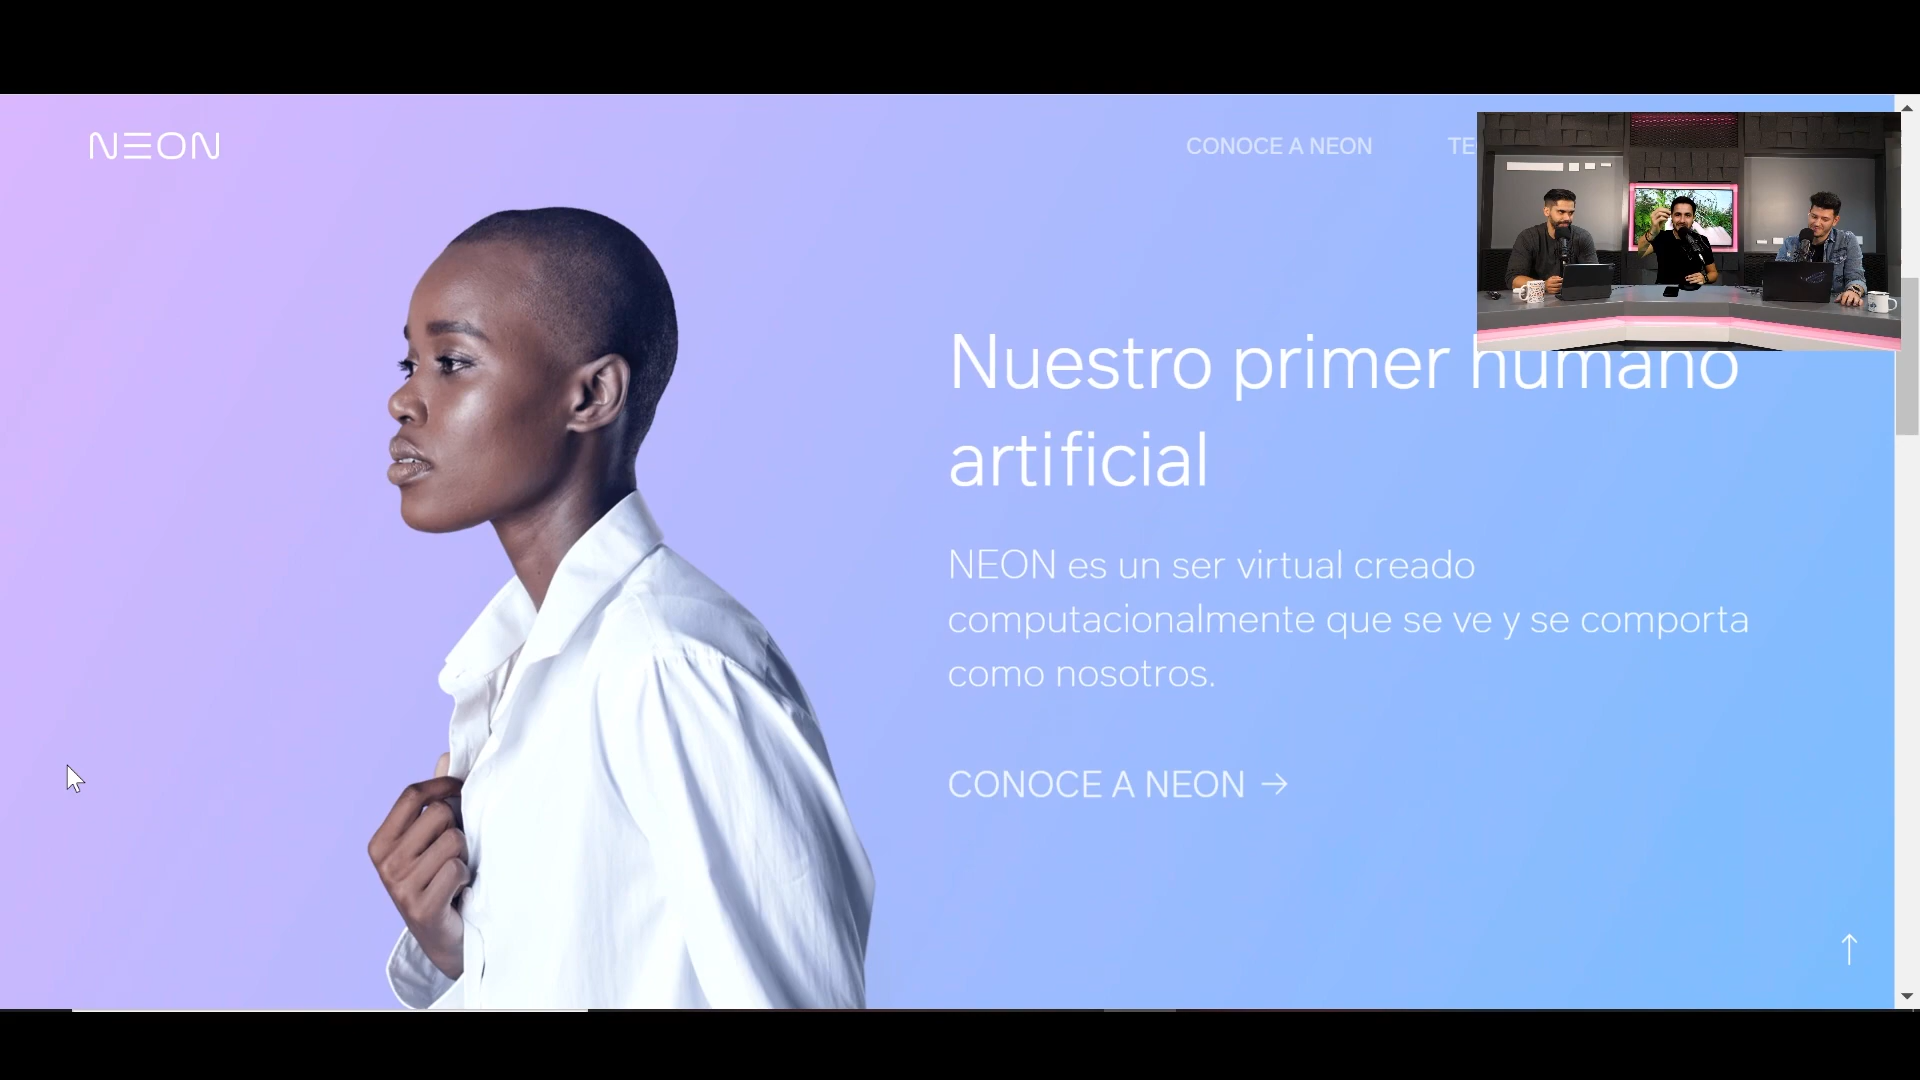 NEON
CONOCE A NEON
Nuestro primer humano
artificial
NEON es un ser virtual creado
computacionalmente que se ve y se comporta
como nosotros.
CONOCE A NEON →